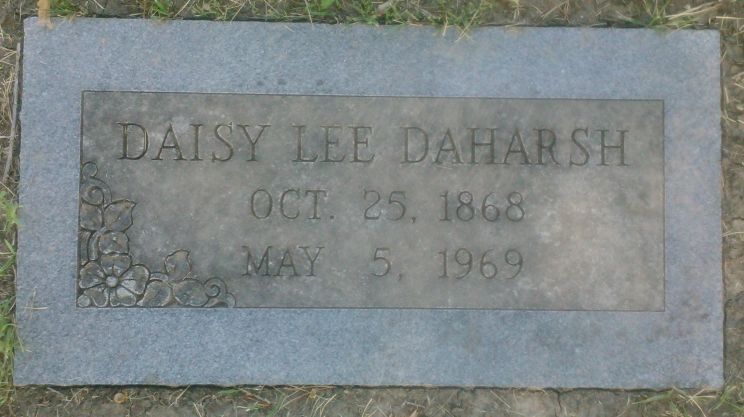 DAISY LEE DAHARSH
OCT. 25, 1868
MAY 5, 1969